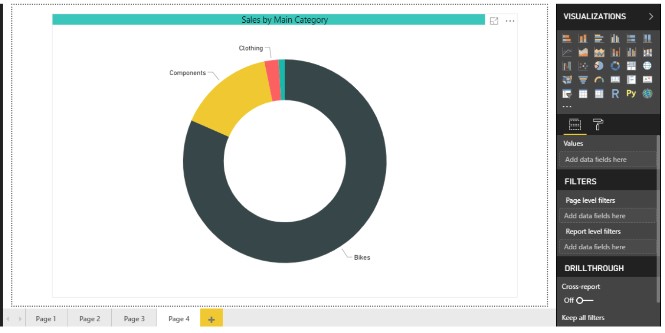 Sales by Main Category
Clothing
Components
Bikes
VISUALIZATIONS
R Py
Values
Add data fields here
FILTERS
Page level filters
Add data fields here
Report level filters
Add data fields here
DRILLTHROUGH
Cross-report
Off
Keep all filters
Page 1 Page 2 Page 3 Page 4 +